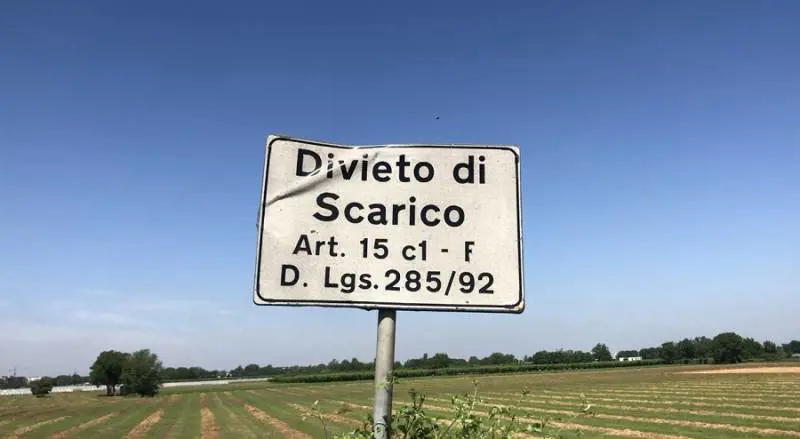 Divieto di
Scarico
Art. 15 c1 - F
D. Lgs.285/92